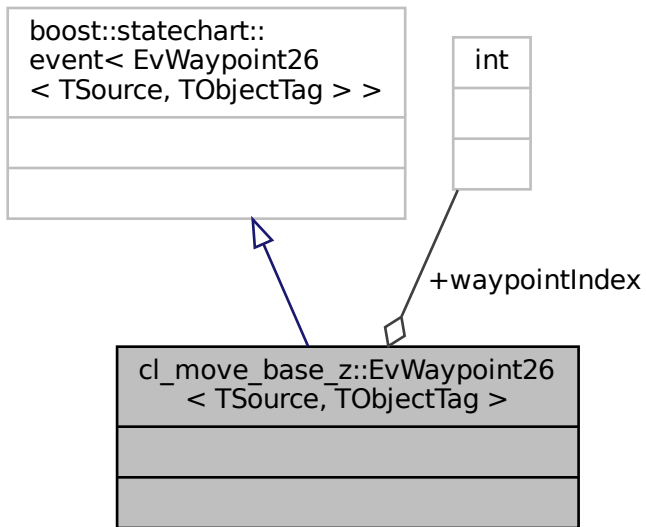 boost::statechart::
event< EvWaypoint26
< TSource, TObjectTag > >
int
+waypointIndex
cl_move_base_z::EvWaypoint26
< TSource, TObjectTag >